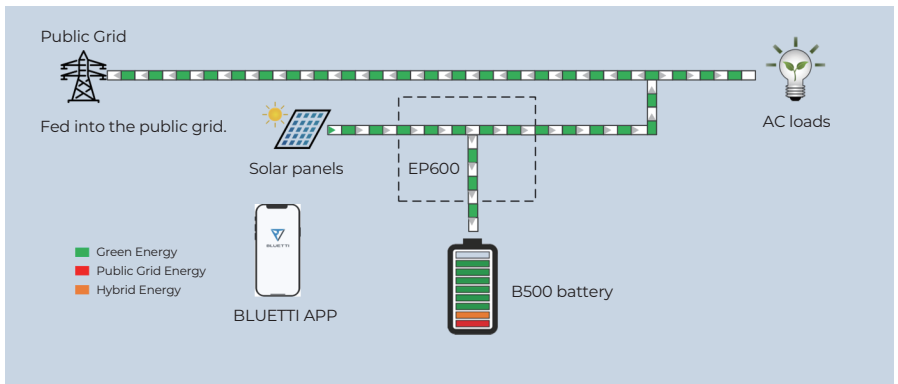 Public Grid
Fed into the public grid.
AC loads
Solar panels
EP600
BLUETTI
Green Energy
Public Grid Energy
Hybrid Energy
BLUETTI APP
B500 battery